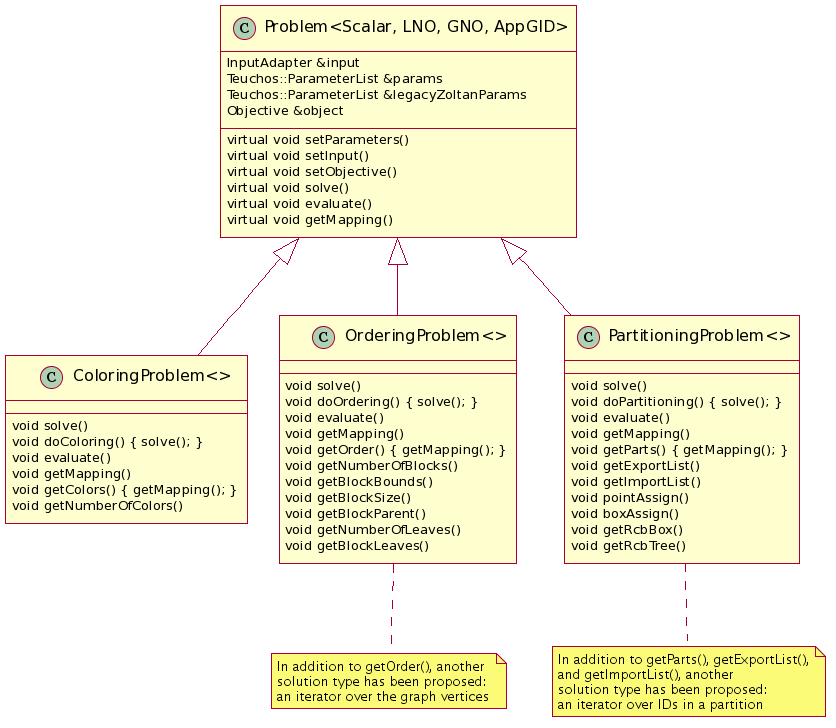 C Problem<Scalar, LNO, GNO, AppGID>
InputAdapter &input
Teuchos::ParameterList &params
Teuchos::ParameterList &legacyZoltanParams
Objective &object
virtual void setParameters()
virtual void setInput()
virtual void setObjective()
virtual void solve()
virtual void evaluate()
virtual void getMapping()
C ColoringProblem<>
void solve()
void doColoring() { solve(); }
void evaluate()
void getMapping()
void getColors() { getMapping(); }
void getNumberOfColors()
C OrderingProblem<>
void solve()
void doOrdering() { solve(); }
void evaluate()
void getMapping()
void getOrder() { getMapping(); }
void getNumberOfBlocks()
void getBlockBounds()
void getBlockSize()
void getBlockParent()
void getNumberOfLeaves()
void getBlockLeaves()
C PartitioningProblem<>
void solve()
void doPartitioning() { solve(); }
void evaluate()
void getMapping()
void getParts() { getMapping(); }
void getExportList()
void getImportList()
void pointAssign()
void boxAssign()
void getRcbBox()
void getRcbTree()
In addition to getOrder(), another
solution type has been proposed:
an iterator over the graph vertices
In addition to getParts(), getExportList(),
and getImportList(), another
solution type has been proposed:
an iterator over IDs in a partition